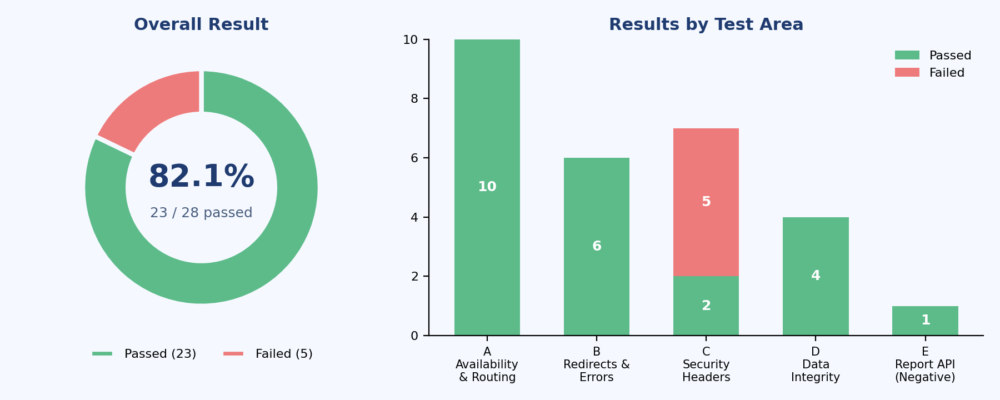 Overall Result
82.1%
23 / 28 passed
Passed (23)
Failed (5)
Results by Test Area
10
8
6
4
2
0
Passed
Failed
10
6
5
2
4
1
A
Availability
& Routing
B
Redirects &
Errors
C
Security
Headers
D
Data
Integrity
E
Report API
(Negative)